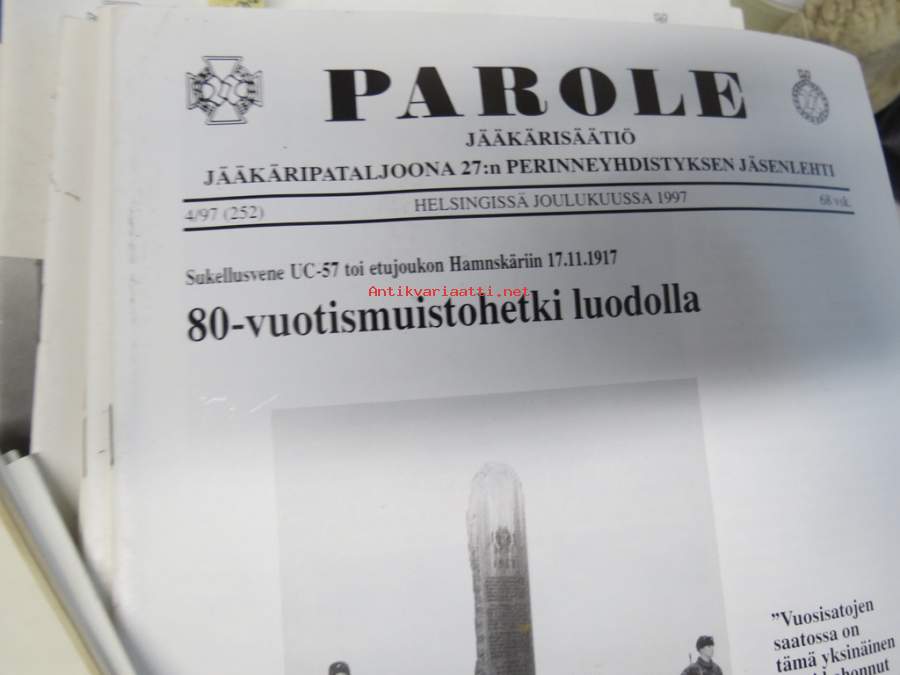 PAROLE
JÄÄKÄRISÄÄTIÖ
JÄÄKÄRIPATALJOONA 27:n PERINNEYHDISTYKSEN JÄSENLEHTI
4/97 (252) HELSINGISSÄ JOULUKUUSSA 1997 68 vsk.
Sukellusvene UC-57 toi etujoukon Hamnskäriin 17.11.1917
Antikvariaatti.net
80-vuotismuistohetki luodolla
"Vuosisatojen
saatossa on
tämä yksinäinen